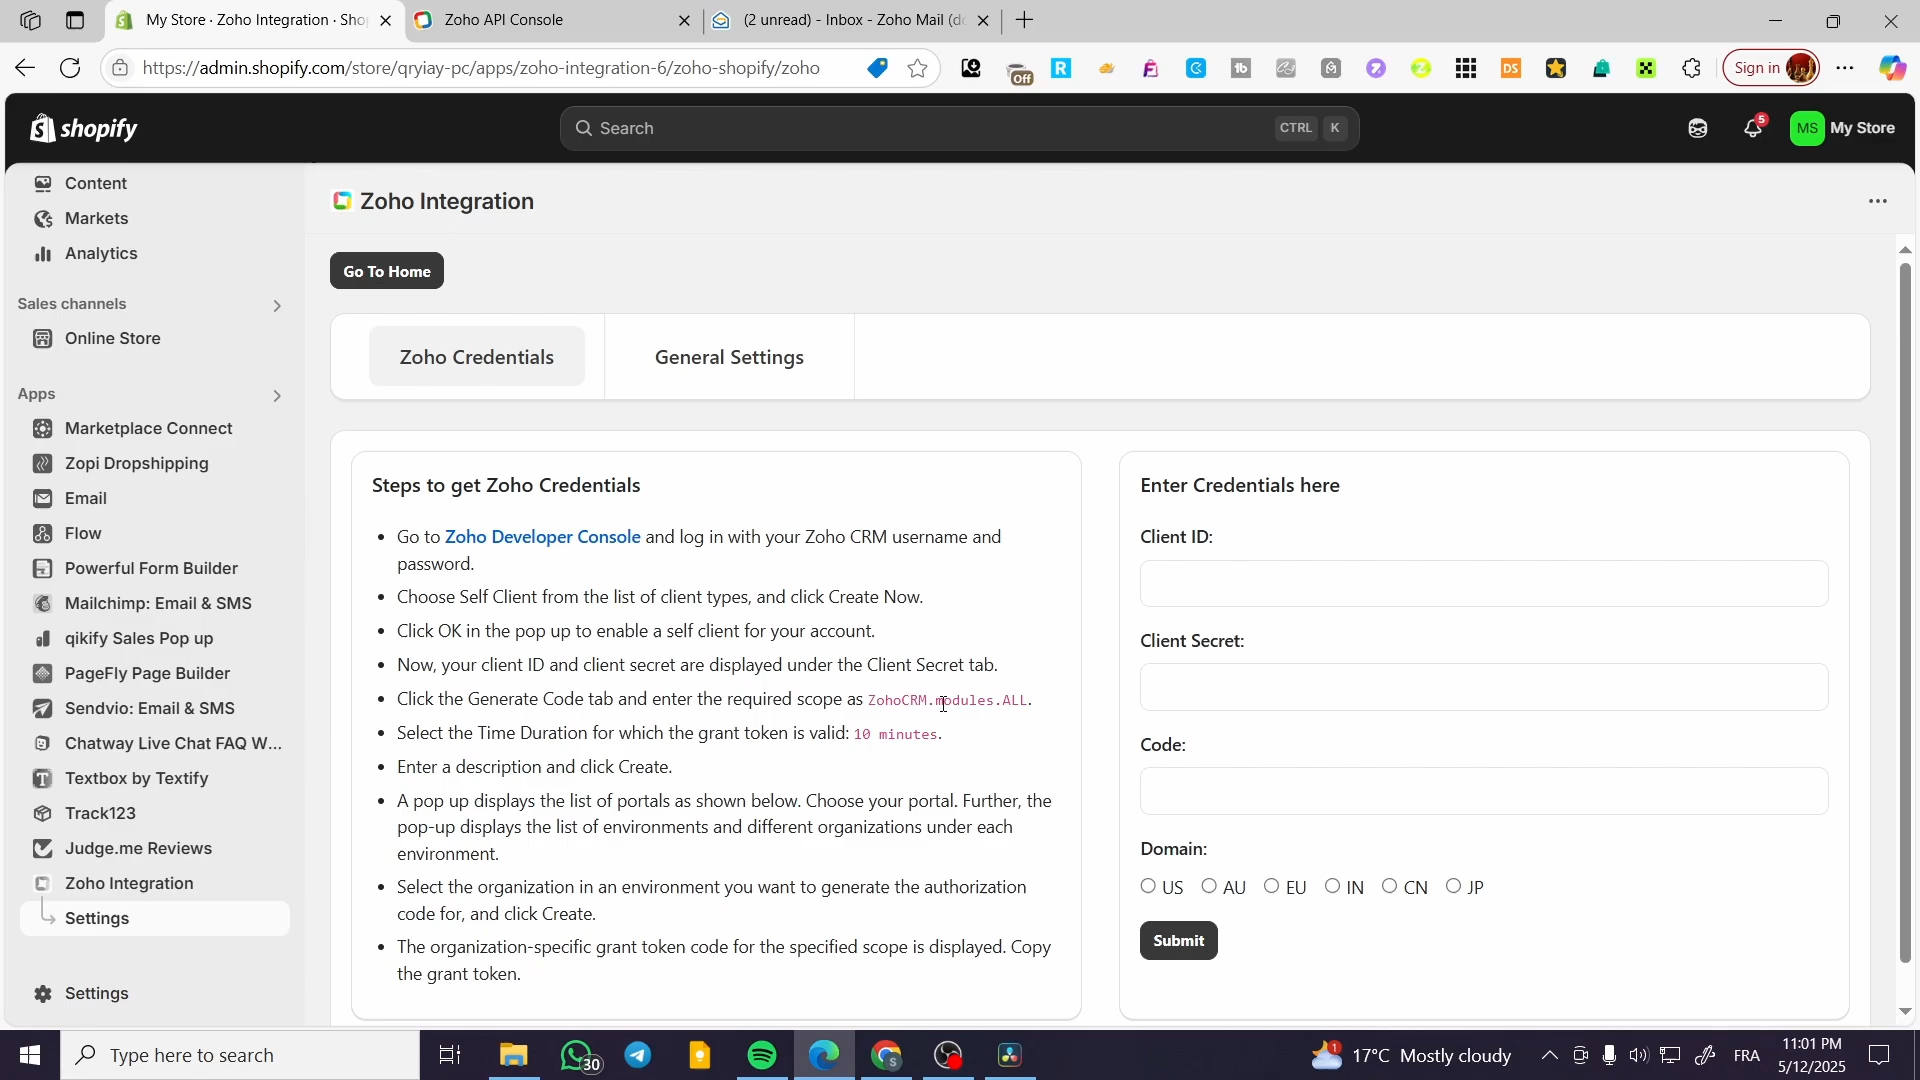 My Store · Zoho Integration · Sho
Zoho API Console
(2 unread) - Inbox - Zoho Mail (dc
https://admin.shopify.com/store/qryiay-pc/apps/zoho-integration-6/zoho-shopify/zoho
Off
Sign in
shopify
Search
CTRL K
5
MS My Store
Content
Markets
Analytics
Sales channels
Online Store
Apps
Marketplace Connect
Zopi Dropshipping
Email
Flow
Powerful Form Builder
Mailchimp: Email & SMS
qikify Sales Pop up
PageFly Page Builder
Sendvio: Email & SMS
Chatway Live Chat FAQ W...
Textbox by Textify
Track123
Judge.me Reviews
Zoho Integration
Settings
Settings
Zoho Integration
Go To Home
Zoho Credentials
General Settings
Steps to get Zoho Credentials
• Go to Zoho Developer Console and log in with your Zoho CRM username and
password.
• Choose Self Client from the list of client types, and click Create Now.
• Click OK in the pop up to enable a self client for your account.
• Now, your client ID and client secret are displayed under the Client Secret tab.
• Click the Generate Code tab and enter the required scope as ZohoCRM.modules.ALL.
• Select the Time Duration for which the grant token is valid: 10 minutes.
• Enter a description and click Create.
• A pop up displays the list of portals as shown below. Choose your portal. Further, the
pop-up displays the list of environments and different organizations under each
environment.
• Select the organization in an environment you want to generate the authorization
code for, and click Create.
• The organization-specific grant token code for the specified scope is displayed. Copy
the grant token.
Enter Credentials here
Client ID:
Client Secret:
Code:
Domain:
US AU EU IN CN JP
Submit
Type here to search
30
1
17°C Mostly cloudy
FRA
11:01 PM
5/12/2025